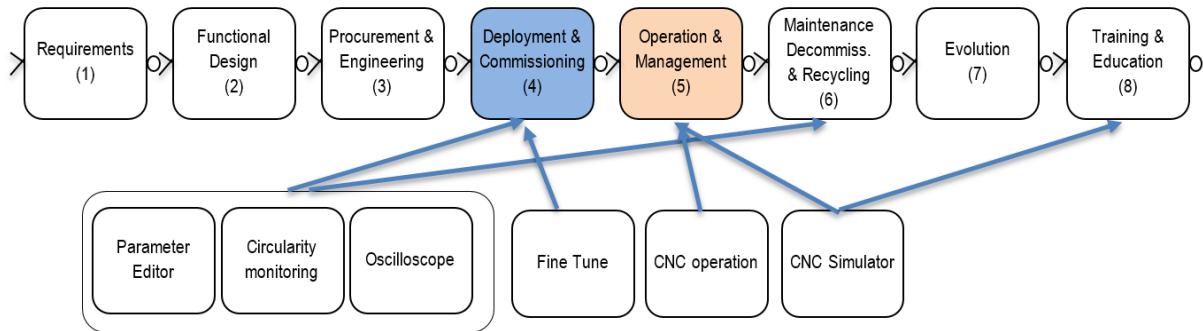 Requirements
(1)
Functional
Design
(2)
Procurement &
Engineering
(3)
Deployment &
Commissioning
(4)
Operation &
Management
(5)
Maintenance
Decommiss.
& Recycling
(6)
Evolution
(7)
Training &
Education
(8)
Parameter
Editor
Circularity
monitoring
Oscilloscope
Fine Tune
CNC operation
CNC Simulator